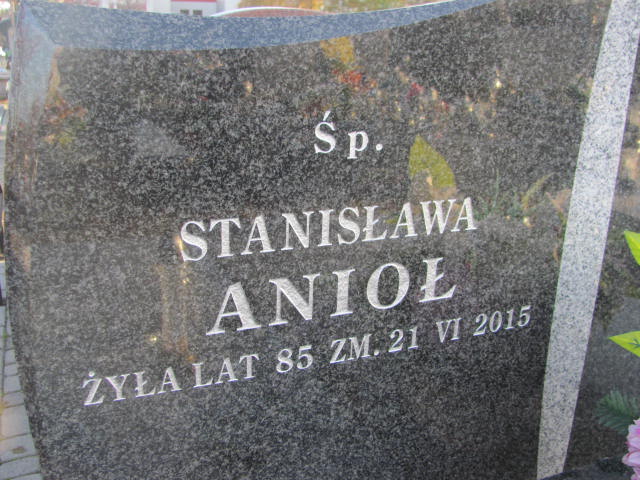 Śp.
STANISŁAWA
ANIOŁ
ŻYŁA LAT 85 ZM. 21 VI 2015